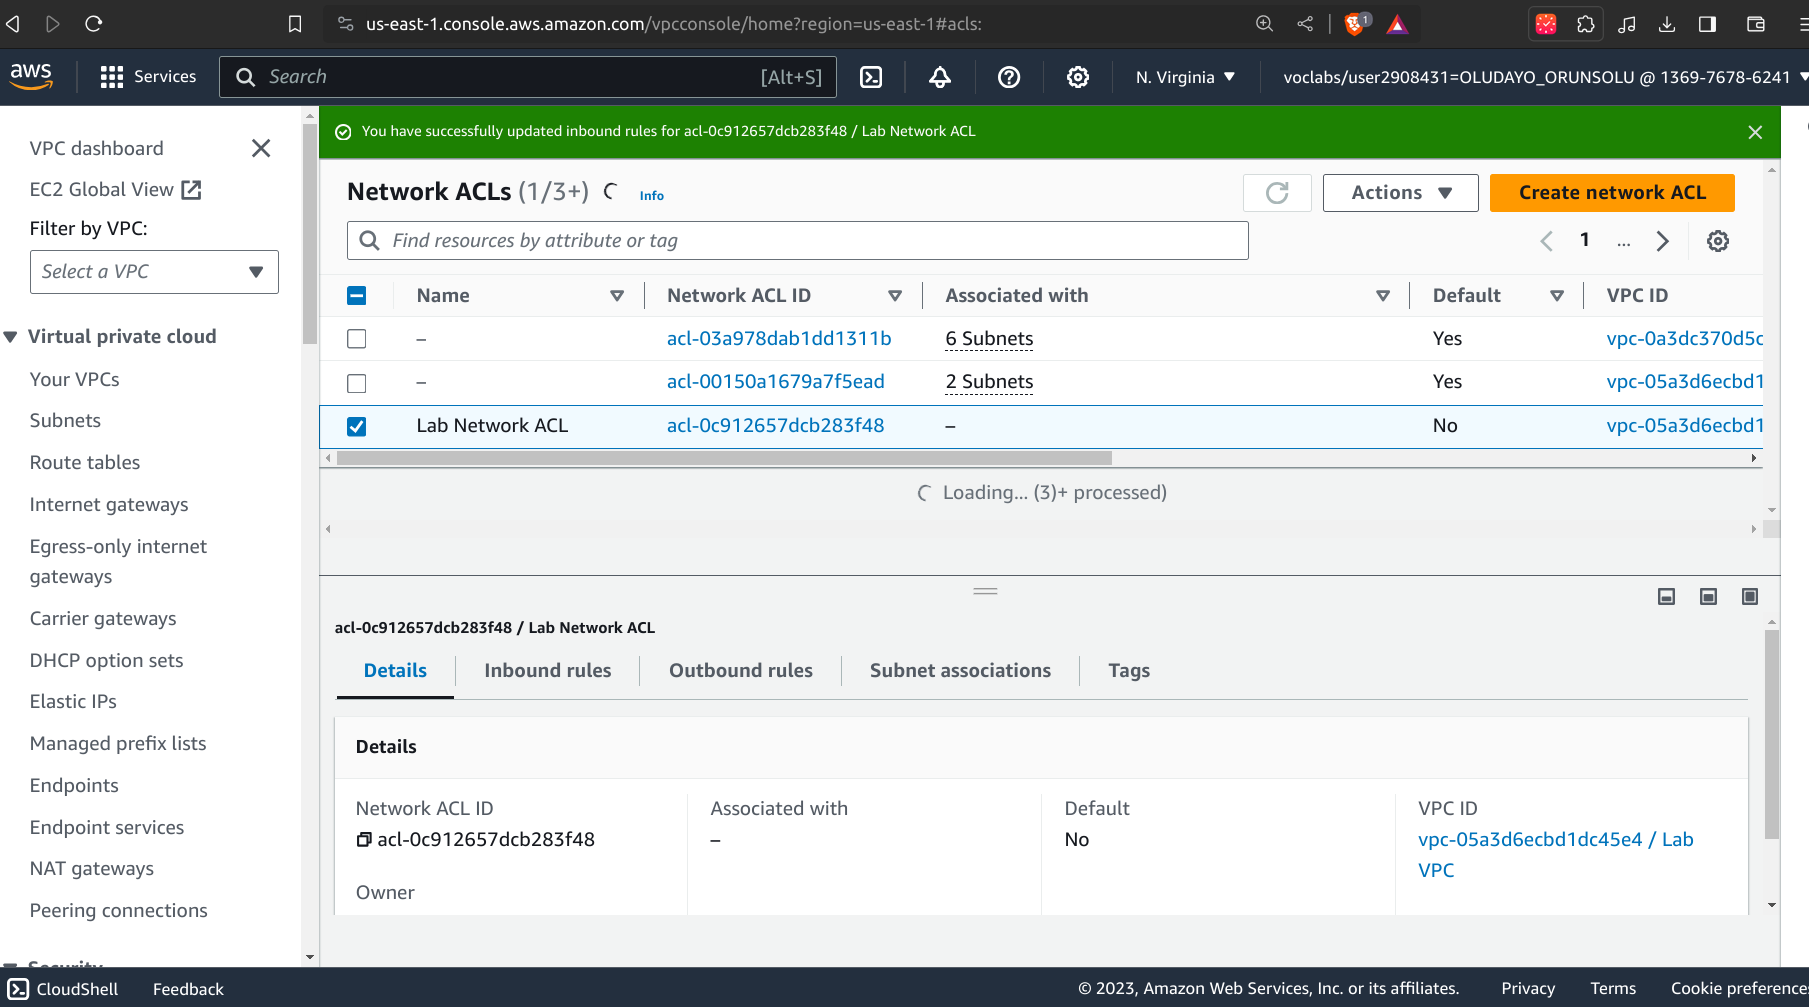 us-east-1.console.aws.amazon.com/vpcconsole/home?region=us-east-1#acls:
1
aws
Services
Search
[Alt+S]
N. Virginia
voclabs/user2908431=OLUDAYO_ORUNSOLU @ 1369-7678-6241
VPC dashboard
EC2 Global View
Filter by VPC:
Select a VPC
Virtual private cloud
Your VPCs
Subnets
Route tables
Internet gateways
Egress-only internet
gateways
Carrier gateways
DHCP option sets
Elastic IPs
Managed prefix lists
Endpoints
Endpoint services
NAT gateways
Peering connections
Security
You have successfully updated inbound rules for acl-0c912657dcb283f48 / Lab Network ACL
Network ACLs (1/3+)
Info
Actions
Create network ACL
Find resources by attribute or tag
1
...
Name
Network ACL ID
Associated with
Default
VPC ID
–
acl-03a978dab1dd1311b
6 Subnets
Yes
vpc-0a3dc370d5c
–
acl-00150a1679a7f5ead
2 Subnets
Yes
vpc-05a3d6ecbd1
Lab Network ACL
acl-0c912657dcb283f48
–
No
vpc-05a3d6ecbd1
Loading... (3)+ processed)
acl-0c912657dcb283f48 / Lab Network ACL
Details
Inbound rules
Outbound rules
Subnet associations
Tags
Details
Network ACL ID
acl-0c912657dcb283f48
Associated with
–
Default
No
VPC ID
vpc-05a3d6ecbd1dc45e4 / Lab
VPC
Owner
CloudShell
Feedback
© 2023, Amazon Web Services, Inc. or its affiliates.
Privacy
Terms
Cookie preferences